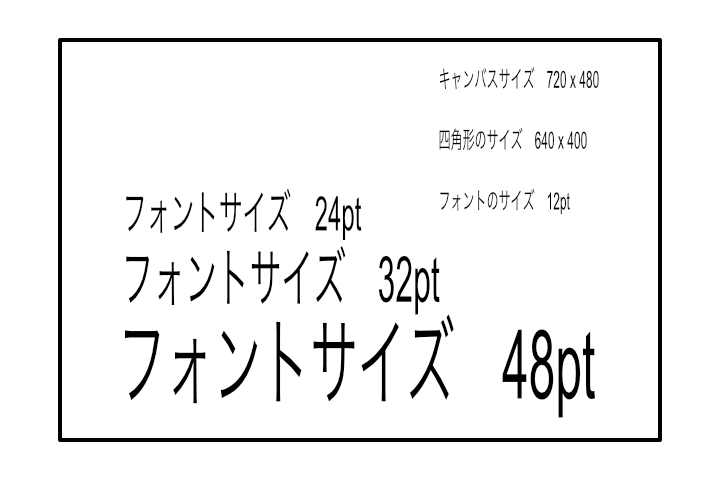 キャンバスサイズ　720 x 480
四角形のサイズ　640 x 400
フォントのサイズ　12pt
フォントサイズ　24pt
フォントサイズ　32pt
フォントサイズ　48pt